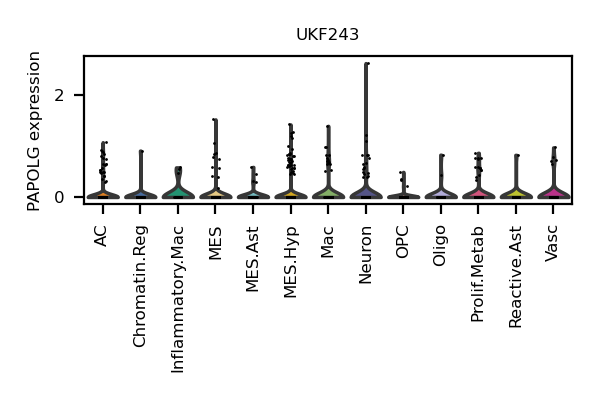 UKF243
PAPOLG expression
2
0
AC
Chromatin.Reg
Inflammatory.Mac
MES
MES.Ast
MES.Hyp
Mac
Neuron
OPC
Oligo
Prolif.Metab
Reactive.Ast
Vasc